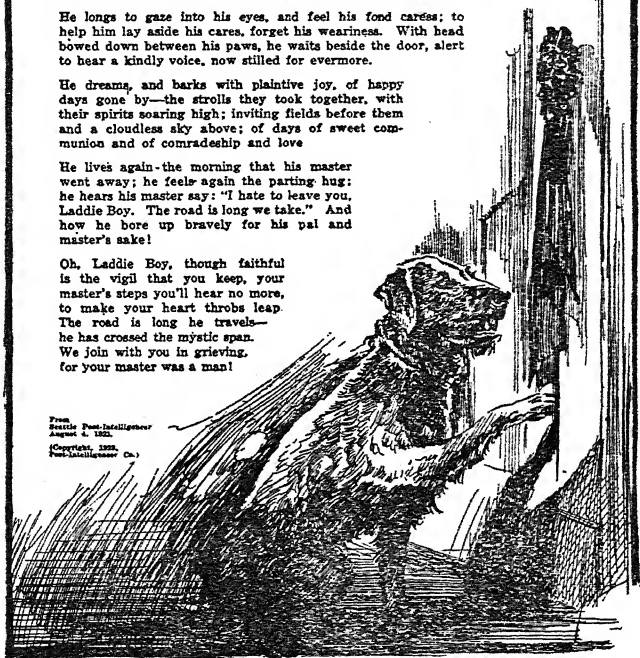 He longs to gaze into his eyes, and feel his fond caress; to
help him lay aside his cares, forget his weariness. With head
bowed down between his paws, he waits beside the door, alert
to hear a kindly voice, now stilled for evermore.
He dreams, and barks with plaintive joy, of happy
days gone by—the strolls they took together, with
their spirits soaring high; inviting fields before them
and a cloudless sky above; of days of sweet com-
munion and of comradeship and love
He lives again-the morning that his master
went away; he feels again the parting hug;
he hears his master say: "I hate to leave you,
Laddie Boy. The road is long we take." And
how he bore up bravely for his pal and
master's sake!
Oh, Laddie Boy, though faithful
is the vigil that you keep, your
master's steps you'll hear no more,
to make your heart throbs leap.
The road is long he travels—
he has crossed the mystic span.
We join with you in grieving,
for your master was a man!
From
Seattle Post-Intelligencer
August 4, 1923.
(Copyright, 1923,
Post-Intelligencer Co.)